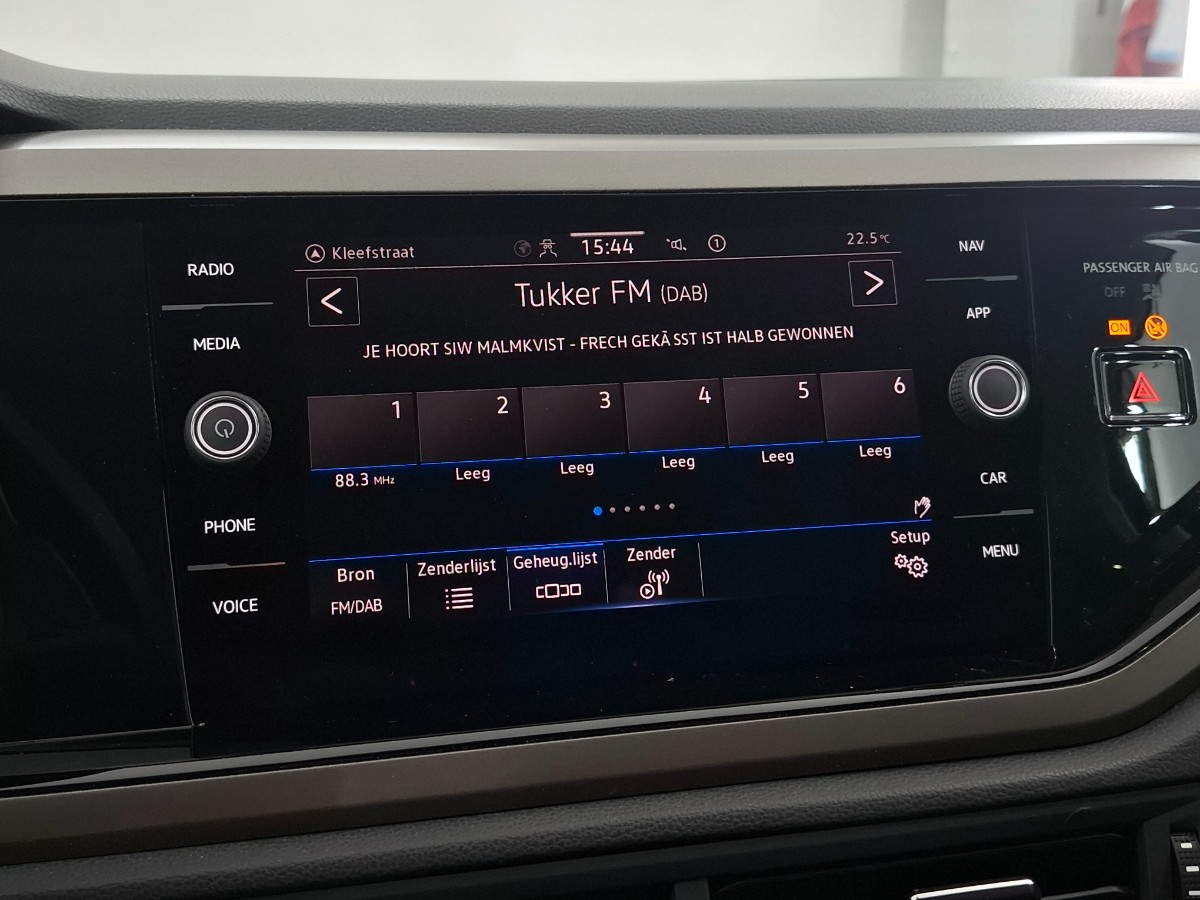 Kleefstraat 15:44 1 22.5°C
Tukker FM (DAB)
JE HOORT SIW MALMKVIST - FRECH GEKÃ SST IST HALB GEWONNEN
1 2 3 4 5 6
88.3 MHz Leeg Leeg Leeg Leeg Leeg
Bron Zenderlijst Geheug.lijst Zender Setup
FM/DAB
RADIO
MEDIA
PHONE
VOICE
NAV
APP
CAR
MENU
PASSENGER AIR BAG
OFF
ON